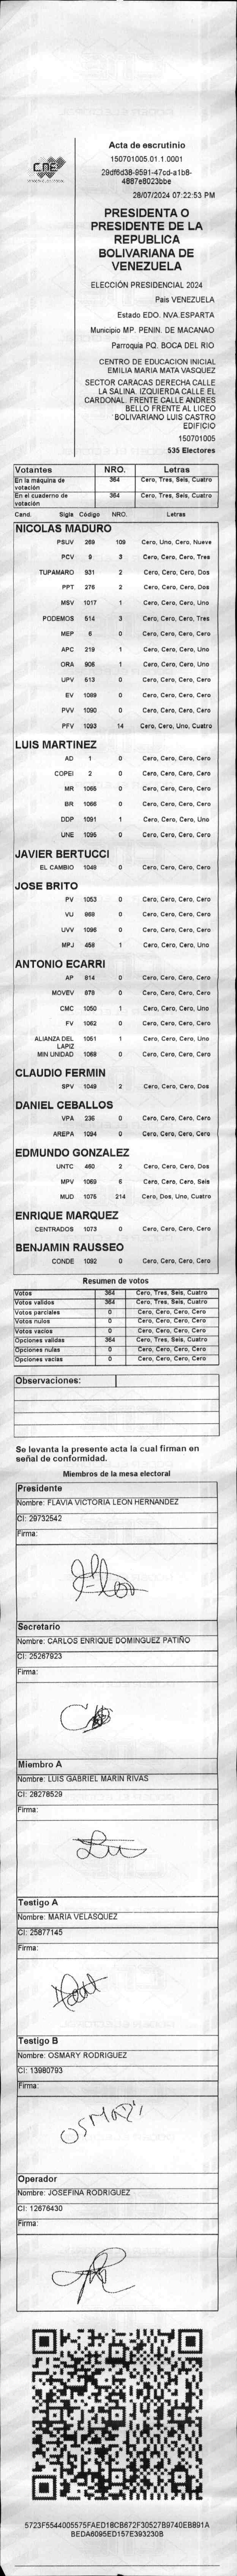 CNE
Acta de escrutinio
150701005.01.1.0001
29df6d38-9591-47cd-a1b8-
4887e8023bbe
28/07/2024 07:22:53 PM
PRESIDENTA O
PRESIDENTE DE LA
REPUBLICA
BOLIVARIANA DE
VENEZUELA
ELECCIÓN PRESIDENCIAL 2024
Pais VENEZUELA
Estado EDO. NVA.ESPARTA
Municipio MP. PENIN. DE MACANAO
Parroquia PQ. BOCA DEL RIO
CENTRO DE EDUCACION INICIAL
EMILIA MARIA MATA VASQUEZ
SECTOR CARACAS DERECHA CALLE
LA SALINA. IZQUIERDA CALLE EL
CARDONAL. FRENTE CALLE ANDRES
BELLO FRENTE AL LICEO
BOLIVARIANO LUIS CASTRO
EDIFICIO
150701005
535 Electores
Votantes NRO. Letras
En la máquina de votación 364 Cero, Tres, Seis, Cuatro
En el cuaderno de votación 364 Cero, Tres, Seis, Cuatro
Cand. Sigla Código NRO. Letras
NICOLAS MADURO
PSUV 269 109 Cero, Uno, Cero, Nueve
PCV 9 3 Cero, Cero, Cero, Tres
TUPAMARO 931 2 Cero, Cero, Cero, Dos
PPT 276 2 Cero, Cero, Cero, Dos
MSV 1017 1 Cero, Cero, Cero, Uno
PODEMOS 514 3 Cero, Cero, Cero, Tres
MEP 6 0 Cero, Cero, Cero, Cero
APC 219 1 Cero, Cero, Cero, Uno
ORA 906 1 Cero, Cero, Cero, Uno
UPV 613 0 Cero, Cero, Cero, Cero
EV 1089 0 Cero, Cero, Cero, Cero
PVV 1090 0 Cero, Cero, Cero, Cero
PFV 1093 14 Cero, Cero, Uno, Cuatro
LUIS MARTINEZ
AD 1 0 Cero, Cero, Cero, Cero
COPEI 2 0 Cero, Cero, Cero, Cero
MR 1065 0 Cero, Cero, Cero, Cero
BR 1066 0 Cero, Cero, Cero, Cero
DDP 1091 1 Cero, Cero, Cero, Uno
UNE 1095 0 Cero, Cero, Cero, Cero
JAVIER BERTUCCI
EL CAMBIO 1048 0 Cero, Cero, Cero, Cero
JOSE BRITO
PV 1053 0 Cero, Cero, Cero, Cero
VU 989 0 Cero, Cero, Cero, Cero
UVV 1096 0 Cero, Cero, Cero, Cero
MPJ 458 1 Cero, Cero, Cero, Uno
ANTONIO ECARRI
AP 814 0 Cero, Cero, Cero, Cero
MOVEV 978 0 Cero, Cero, Cero, Cero
CMC 1050 1 Cero, Cero, Cero, Uno
FV 1062 0 Cero, Cero, Cero, Cero
ALIANZA DEL LAPIZ 1051 1 Cero, Cero, Cero, Uno
MIN UNIDAD 1068 0 Cero, Cero, Cero, Cero
CLAUDIO FERMIN
SPV 1049 2 Cero, Cero, Cero, Dos
DANIEL CEBALLOS
VPA 236 0 Cero, Cero, Cero, Cero
AREPA 1094 0 Cero, Cero, Cero, Cero
EDMUNDO GONZALEZ
UNTC 460 2 Cero, Cero, Cero, Dos
MPV 1069 6 Cero, Cero, Cero, Seis
MUD 1075 214 Cero, Dos, Uno, Cuatro
ENRIQUE MARQUEZ
CENTRADOS 1073 0 Cero, Cero, Cero, Cero
BENJAMIN RAUSSEO
CONDE 1092 0 Cero, Cero, Cero, Cero
Resumen de votos
Votos 364 Cero, Tres, Seis, Cuatro
Votos validos 364 Cero, Tres, Seis, Cuatro
Votos parciales 0 Cero, Cero, Cero, Cero
Votos nulos 0 Cero, Cero, Cero, Cero
Votos vacios 0 Cero, Cero, Cero, Cero
Opciones validas 364 Cero, Tres, Seis, Cuatro
Opciones nulas 0 Cero, Cero, Cero, Cero
Opciones vacias 0 Cero, Cero, Cero, Cero
Observaciones:
Se levanta la presente acta la cual firman en
señal de conformidad.
Miembros de la mesa electoral
Presidente
Nombre: FLAVIA VICTORIA LEON HERNANDEZ
CI: 29732542
Firma:
Secretario
Nombre: CARLOS ENRIQUE DOMINGUEZ PATIÑO
CI: 25267923
Firma:
Miembro A
Nombre: LUIS GABRIEL MARIN RIVAS
CI: 28278529
Firma:
Testigo A
Nombre: MARIA VELASQUEZ
CI: 25877145
Firma:
Testigo B
Nombre: OSMARY RODRIGUEZ
CI: 13980793
Firma:
Operador
Nombre: JOSEFINA RODRIGUEZ
CI: 12676430
Firma:
5723F5544005575FAED18CB672F30527B9740EB891A
BEDA6095ED157E393230B